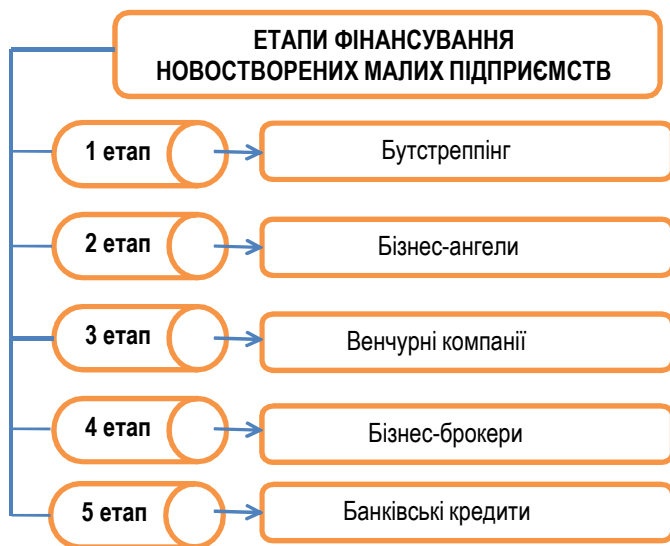 ЕТАПИ ФІНАНСУВАННЯ
НОВОСТВОРЕНИХ МАЛИХ ПІДПРИЄМСТВ
1 етап
Бутстреппінг
2 етап
Бізнес-ангели
3 етап
Венчурні компанії
4 етап
Бізнес-брокери
5 етап
Банківські кредити